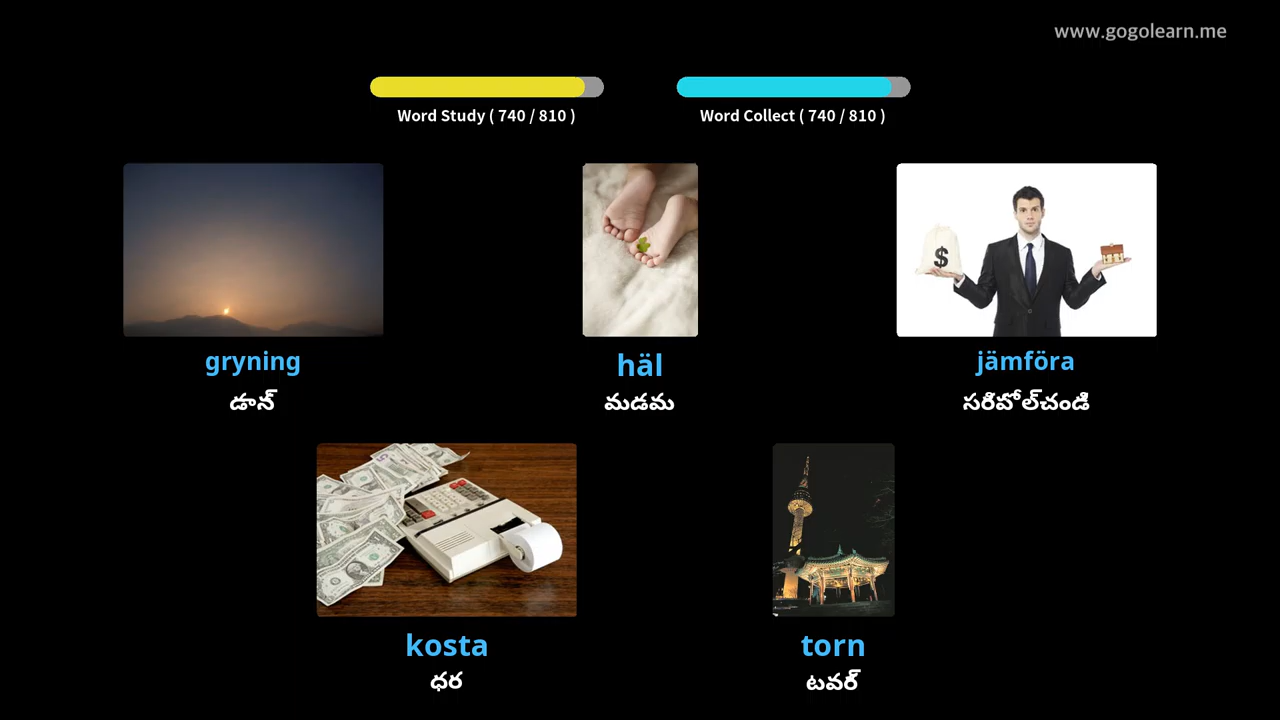 www.gogolearn.me
Word Study ( 740 / 810 )
Word Collect ( 740 / 810 )
gryning
డాన్
häl
మడమ
jämföra
సరిపోల్చండి
kosta
ధర
torn
టవర్